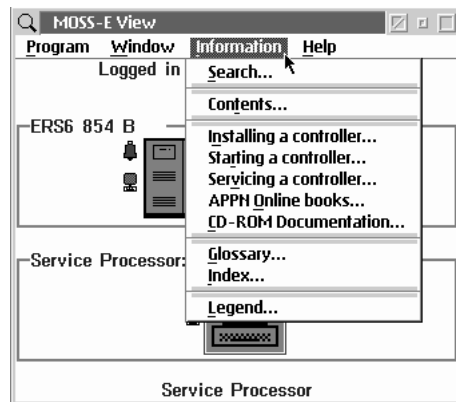 MOSS-E View
Program Window Information Help
Logged in
Search...
Contents...
ERS6 854 B
Installing a controller...
Starting a controller...
Servicing a controller...
APPN Online books...
CD-ROM Documentation...
Service Processor:
Glossary...
Index...
Legend...
Service Processor